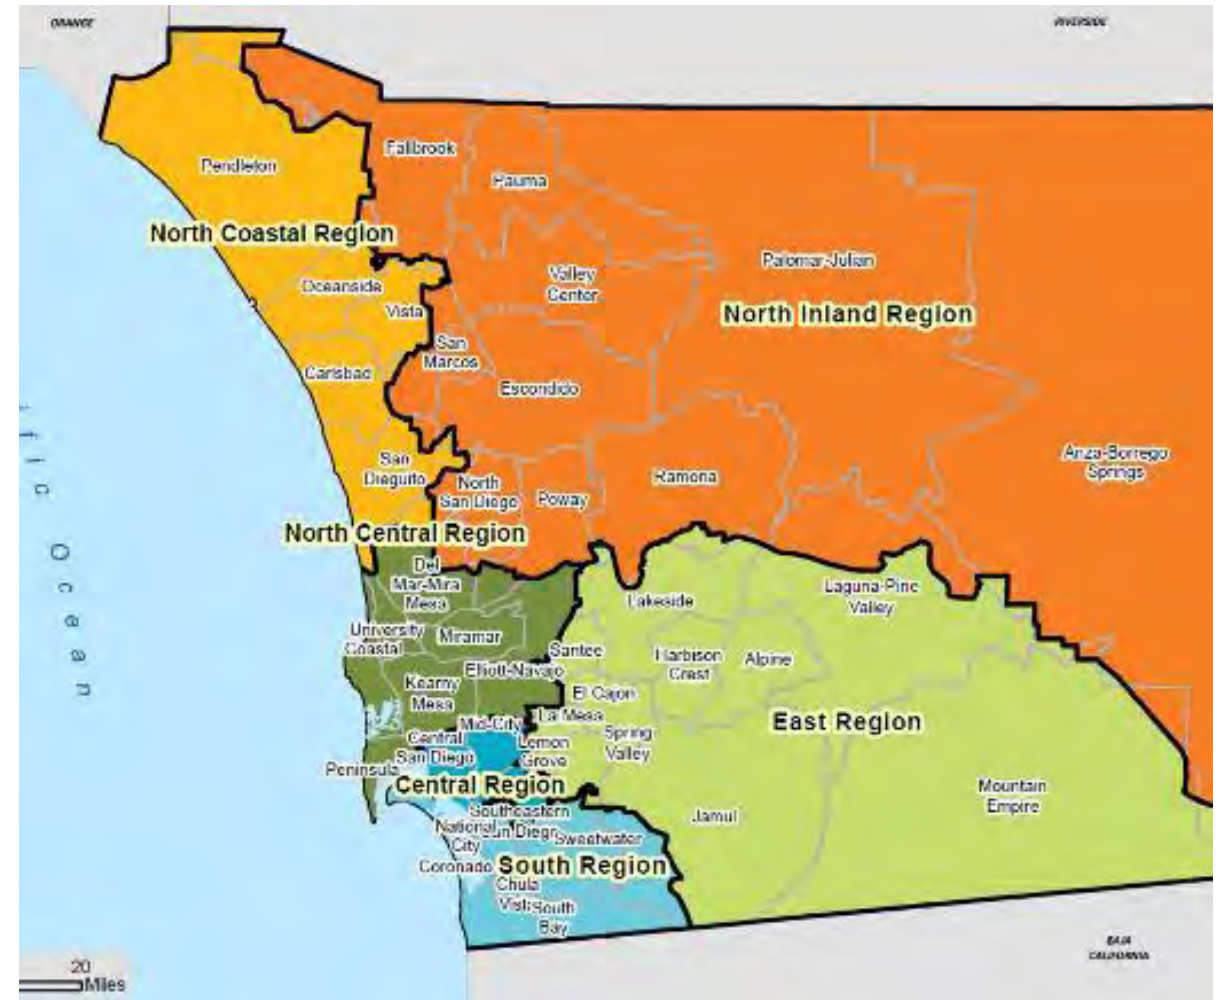 ORANGE
RIVERSIDE
Fallbrook
Pendleton
Pauma
North Coastal Region
Palomar-Julian
Oceanside
Valley
Center
Vista
North Inland Region
San
Marcos
Carlsbad
Escondido
San
Dieguito
Anza-Borrego
Springs
North
San Diego
Poway
Ramona
North Central Region
Del
Mar-Mira
Mesa
Laguna-Pine
Valley
Lakeside
University
Coastal
Miramar
Santee
Harbison
Crest
Alpine
Elliott-Navajo
Kearny
Mesa
El Cajon
La Mesa
Mid-City
East Region
Central
San Diego
Lemon
Grove
Spring
Valley
Peninsula
Central Region
Mountain
Empire
Southeastern
San Diego
Jamul
National
City
Sweetwater
Coronado
South Region
Chula
Vista
South
Bay
ific Ocean
BAJA
CALIFORNIA
20
Miles